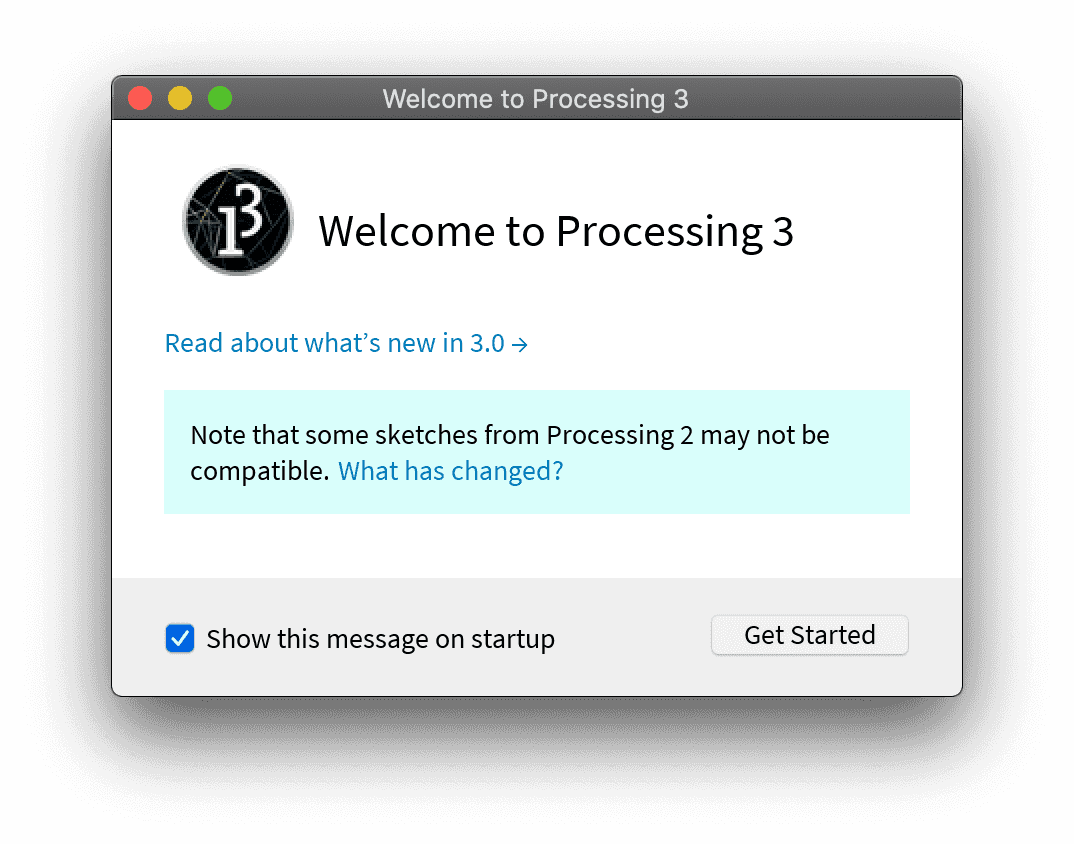 Welcome to Processing 3
Welcome to Processing 3
Read about what’s new in 3.0 →
Note that some sketches from Processing 2 may not be
compatible. What has changed?
Show this message on startup
Get Started